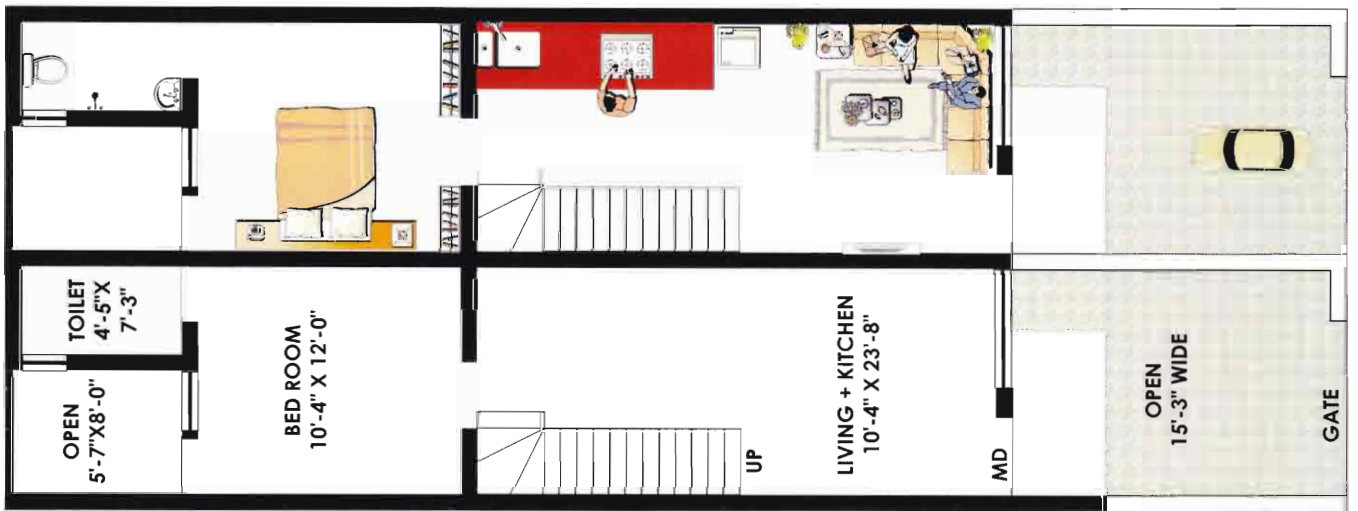 TOILET
4'-5"X
7'-3"
OPEN
5'-7"X8'-0"
BED ROOM
10'-4" X 12'-0"
UP
LIVING + KITCHEN
10'-4" X 23'-8"
MD
OPEN
15'-3" WIDE
GATE